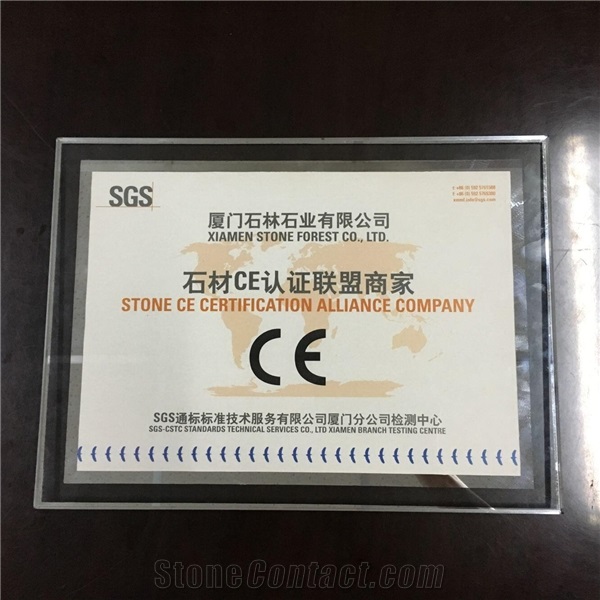 SGS
厦门石林石业有限公司
XIAMEN STONE FOREST CO., LTD.
石材CE认证联盟商家
STONE CE CERTIFICATION ALLIANCE COMPANY
CE
SGS通标标准技术服务有限公司厦门分公司检测中心
SGS-CSTC STANDARDS TECHNICAL SERVICES CO., LTD XIAMEN BRANCH TESTING CENTRE
StoneContact.com